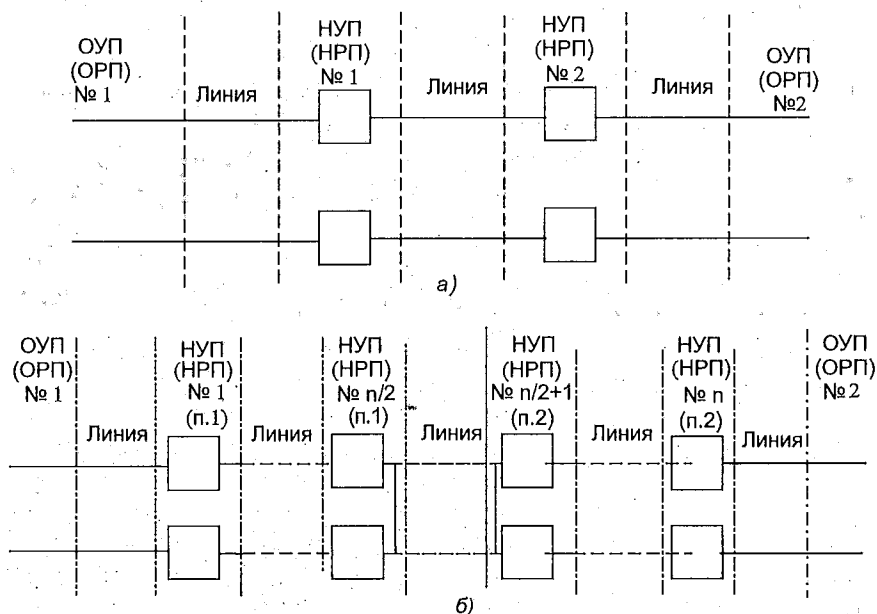 ОУП
(ОРП)
№ 1
Линия
НУП
(НРП)
№ 1
Линия
НУП
(НРП)
№ 2
Линия
ОУП
(ОРП)
№2
а)
ОУП
(ОРП)
№ 1
Линия
НУП
(НРП)
№ 1
(п.1)
Линия
НУП
(НРП)
№ n/2
(п.1)
Линия
НУП
(НРП)
№ n/2+1
(п.2)
Линия
НУП
(НРП)
№ n
(п.2)
Линия
ОУП
(ОРП)
№2
б)